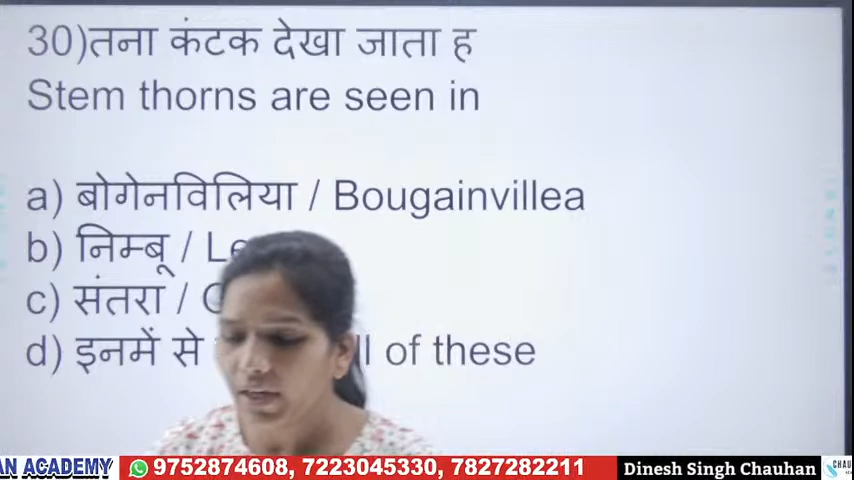 30)तना कंटक देखा जाता ह
Stem thorns are seen in
a) बोगेनविलिया / Bougainvillea
b) निम्बू / Le
c) संतरा /
d) इनमें से ll of these
AN ACADEMY 9752874608, 7223045330, 7827282211 Dinesh Singh Chauhan